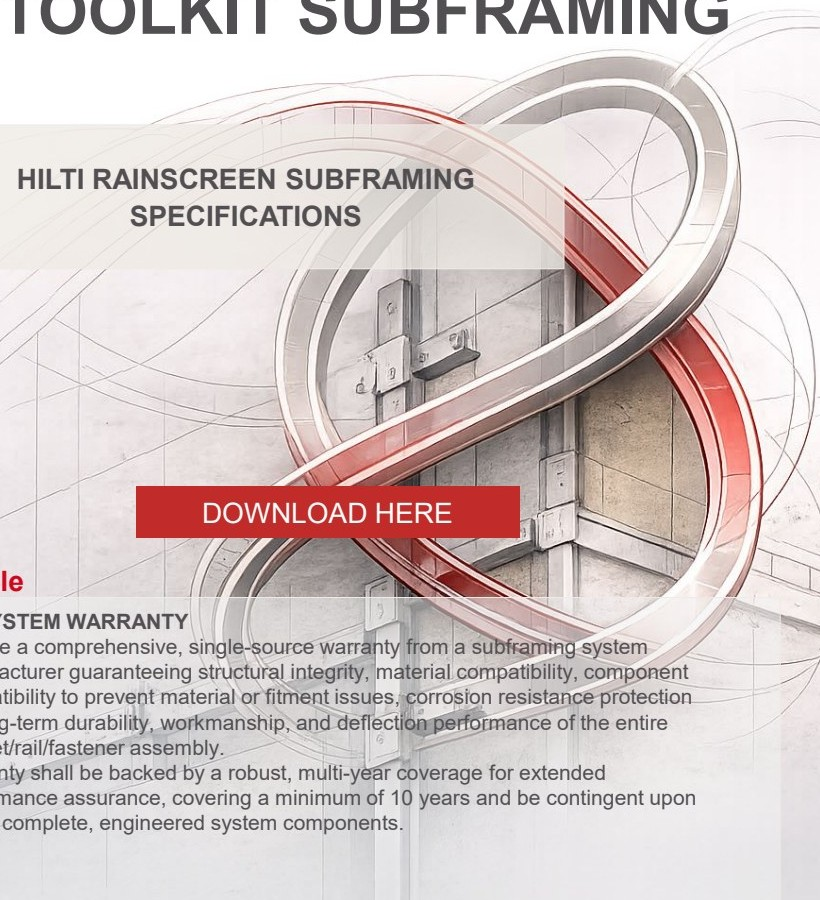 TOOLKIT SUBFRAMING
HILTI RAINSCREEN SUBFRAMING
SPECIFICATIONS
DOWNLOAD HERE
le
YSTEM WARRANTY
e a comprehensive, single-source warranty from a subframing system
acturer guaranteeing structural integrity, material compatibility, component
atibility to prevent material or fitment issues, corrosion resistance protection
g-term durability, workmanship, and deflection performance of the entire
et/rail/fastener assembly.
nty shall be backed by a robust, multi-year coverage for extended
mance assurance, covering a minimum of 10 years and be contingent upon
complete, engineered system components.